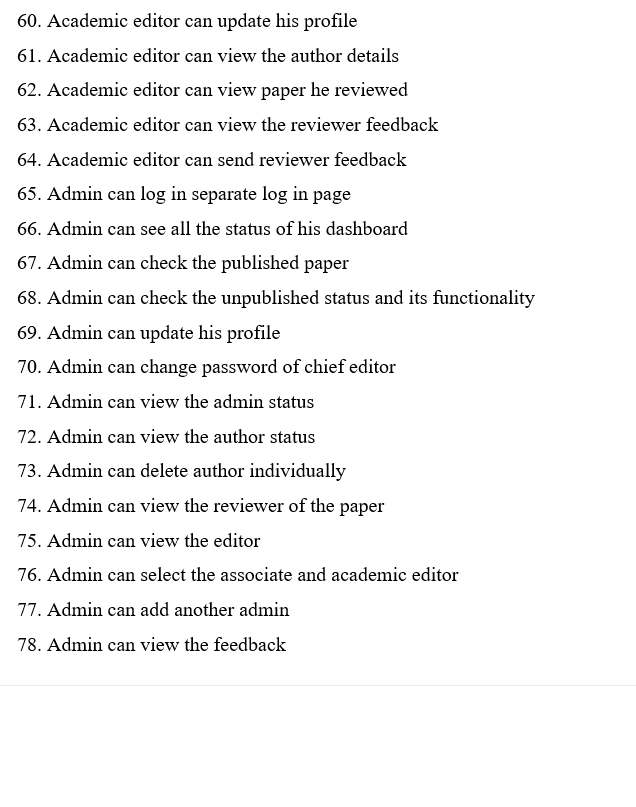 60. Academic editor can update his profile
61. Academic editor can view the author details
62. Academic editor can view paper he reviewed
63. Academic editor can view the reviewer feedback
64. Academic editor can send reviewer feedback
65. Admin can log in separate log in page
66. Admin can see all the status of his dashboard
67. Admin can check the published paper
68. Admin can check the unpublished status and its functionality
69. Admin can update his profile
70. Admin can change password of chief editor
71. Admin can view the admin status
72. Admin can view the author status
73. Admin can delete author individually
74. Admin can view the reviewer of the paper
75. Admin can view the editor
76. Admin can select the associate and academic editor
77. Admin can add another admin
78. Admin can view the feedback